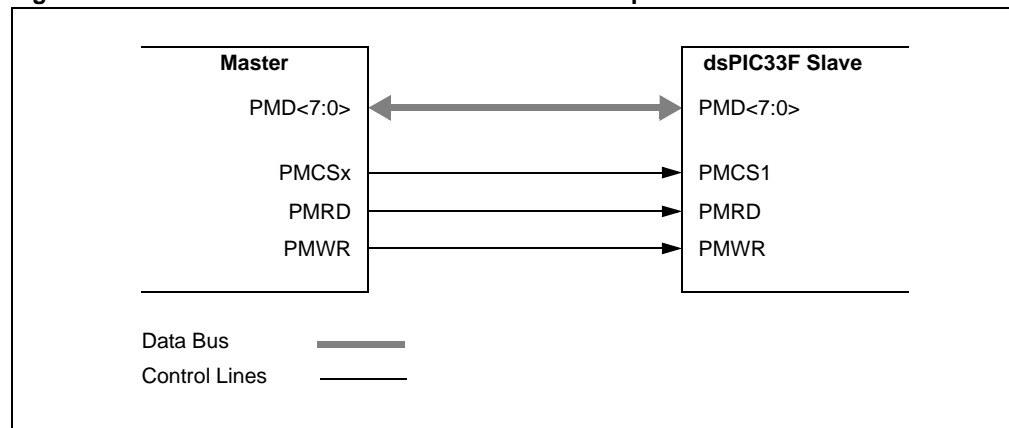 Master
dsPIC33F Slave
PMD<7:0>
PMD<7:0>
PMCSx
PMCS1
PMRD
PMRD
PMWR
PMWR
Data Bus
Control Lines